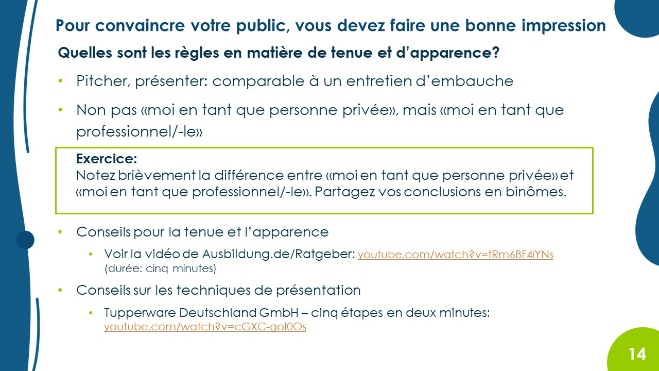 Pour convaincre votre public, vous devez faire une bonne impression
Quelles sont les règles en matière de tenue et d’apparence?
▪ Pitcher, présenter: comparable à un entretien d’embauche
▪ Non pas «moi en tant que personne privée», mais «moi en tant que
professionnel/-le»
Exercice:
Notez brièvement la différence entre «moi en tant que personne privée» et
«moi en tant que professionnel/-le». Partagez vos conclusions en binômes.
• Conseils pour la tenue et l’apparence
• Voir la vidéo de Ausbildung.de/Ratgeber: youtube.com/watch?v=tRm6BF4iYNs
(durée: cinq minutes)
• Conseils sur les techniques de présentation
• Tupperware Deutschland GmbH – cinq étapes en deux minutes:
youtube.com/watch?v=cGXC-gol0Os
14